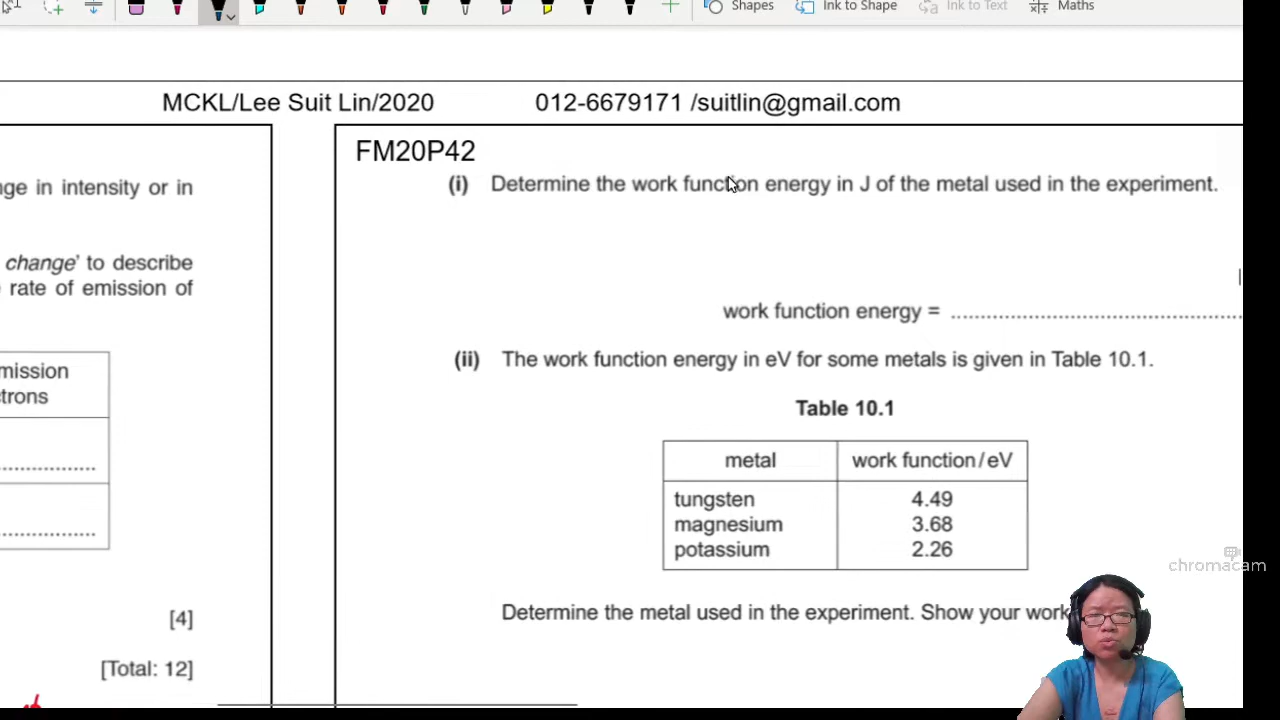 Shapes Ink to Shape Ink to Text Maths
MCKL/Lee Suit Lin/2020 012-6679171 /suitlin@gmail.com
nge in intensity or in
change' to describe
rate of emission of
mission
trons
[4]
[Total: 12]
FM20P42
(i) Determine the work function energy in J of the metal used in the experiment.
work function energy = ........................................................
(ii) The work function energy in eV for some metals is given in Table 10.1.
Table 10.1
metal work function/eV
tungsten 4.49
magnesium 3.68
potassium 2.26
Determine the metal used in the experiment. Show your work
chromacam